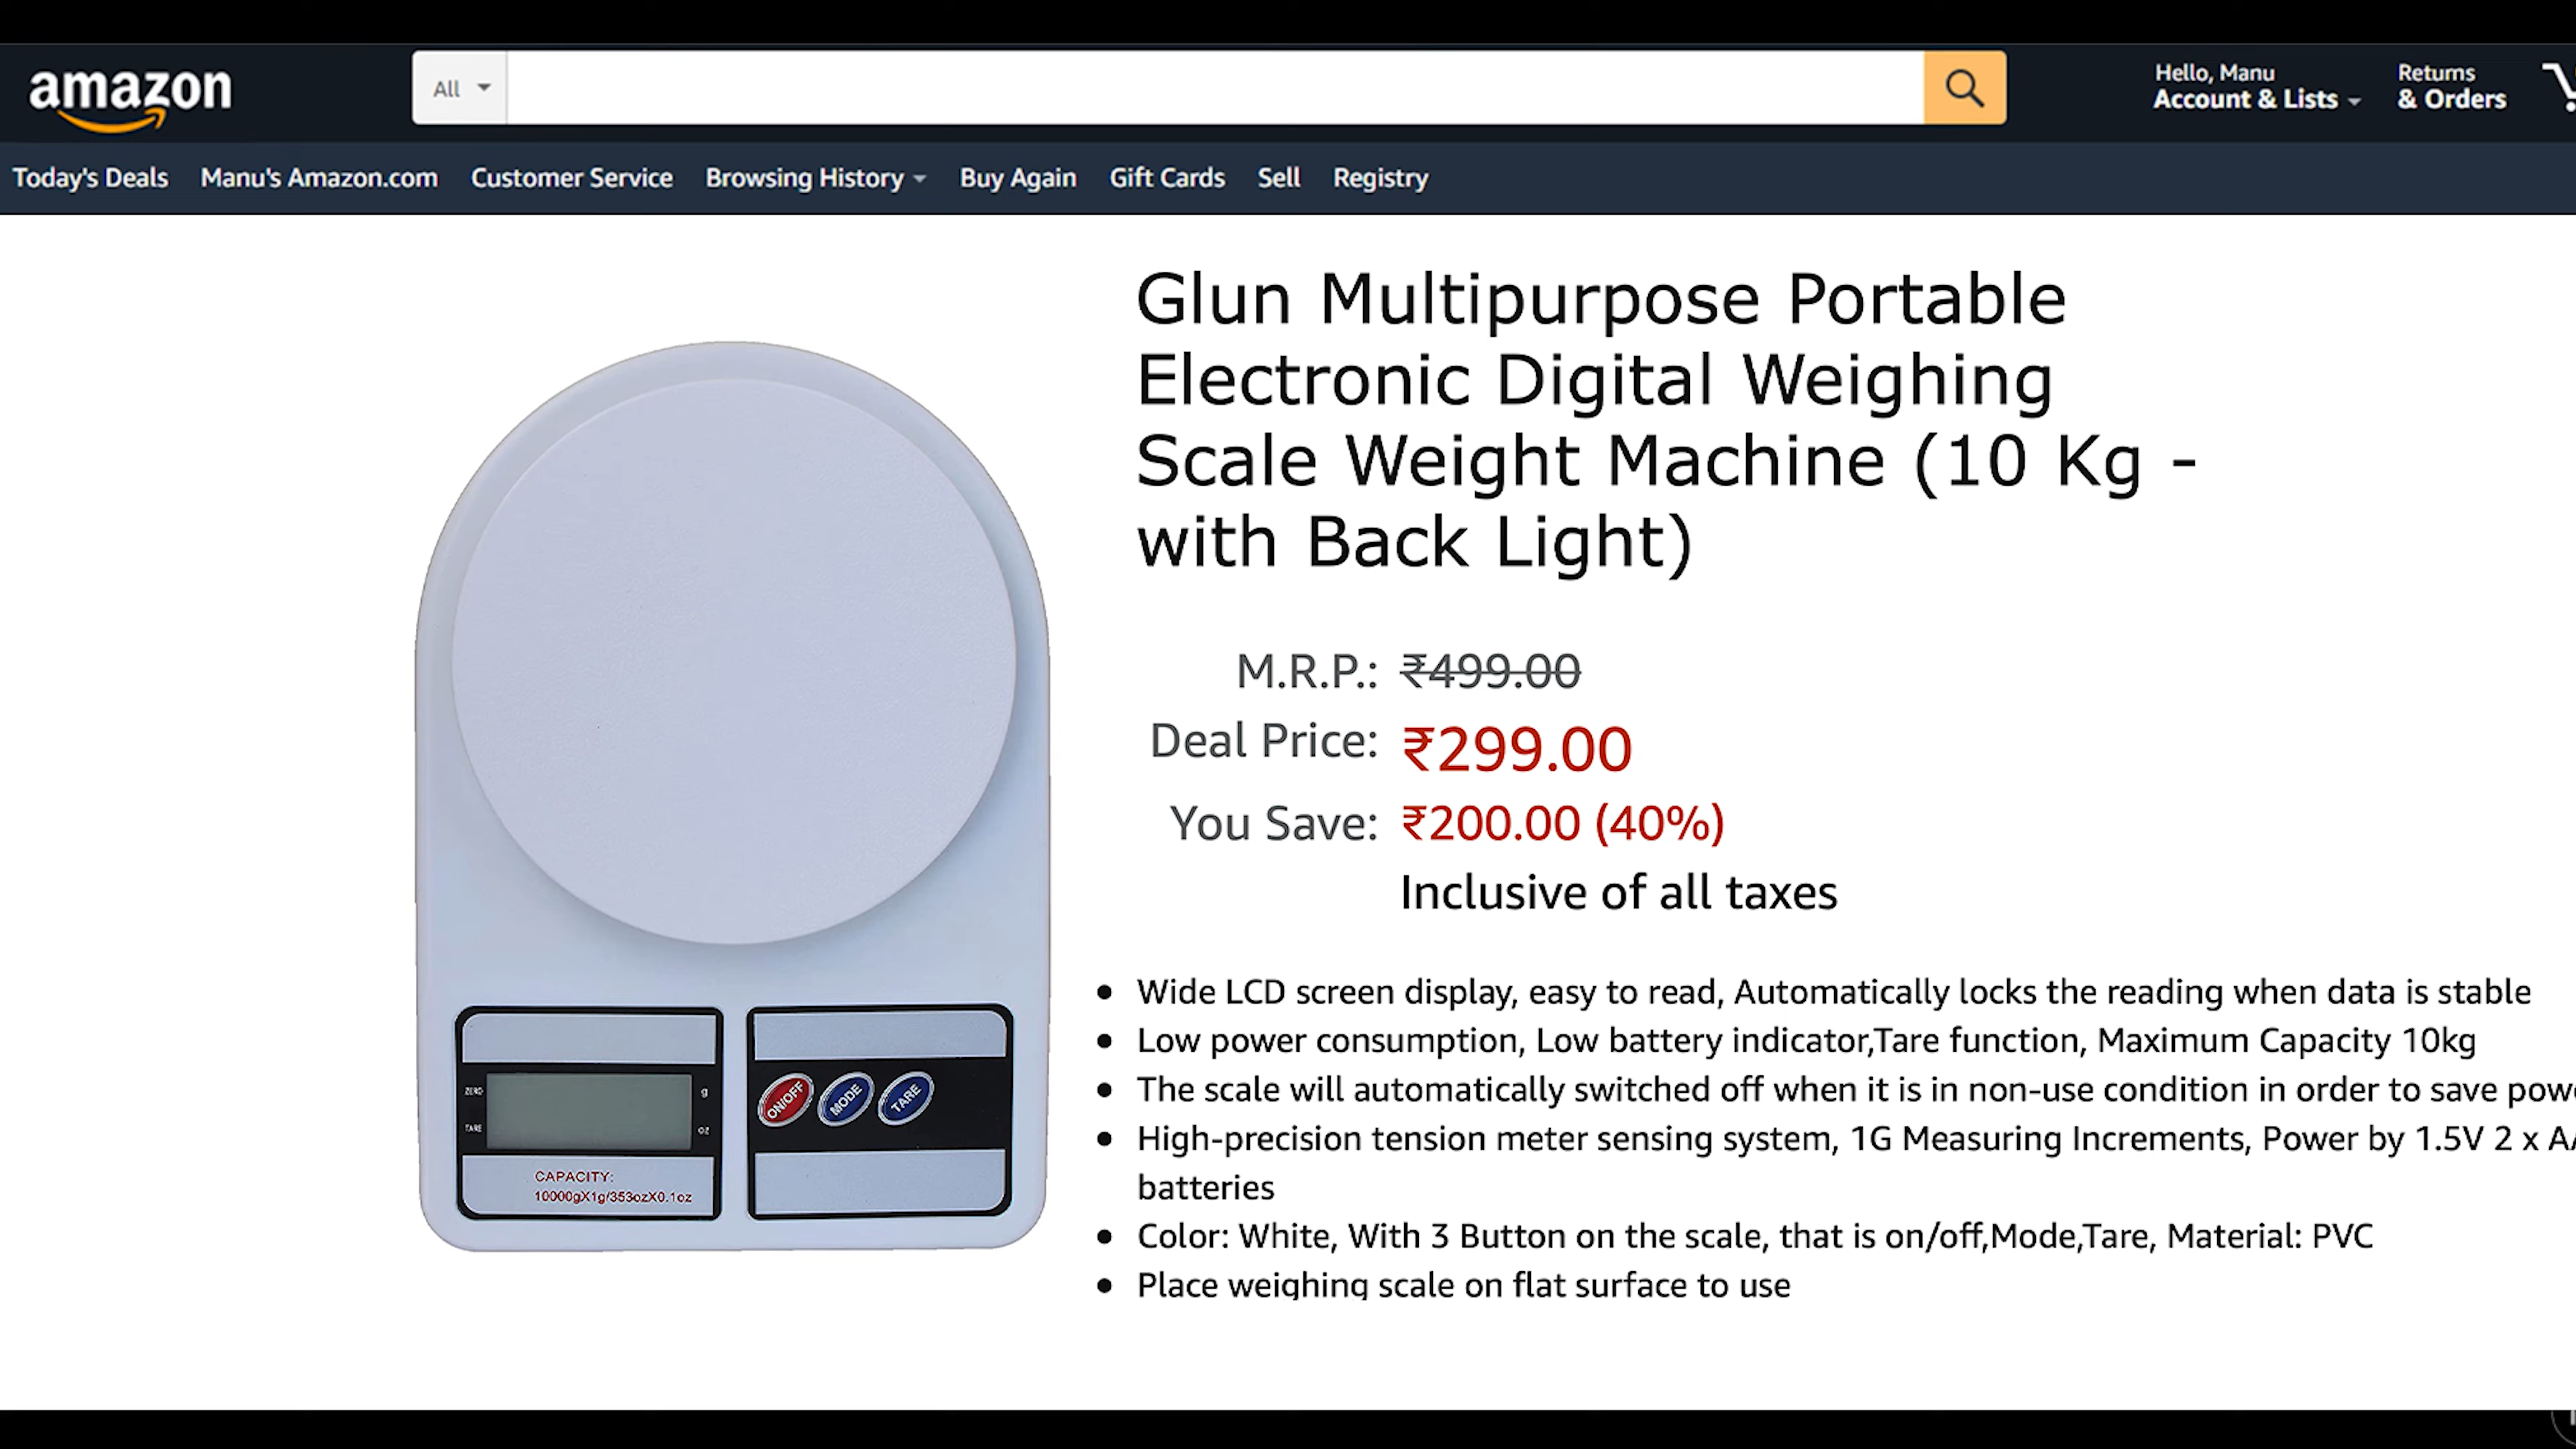 amazon
All
Hello, Manu
Account & Lists
Returns
& Orders
Today's Deals Manu's Amazon.com Customer Service Browsing History Buy Again Gift Cards Sell Registry
Glun Multipurpose Portable
Electronic Digital Weighing
Scale Weight Machine (10 Kg -
with Back Light)
M.R.P.: ₹499.00
Deal Price: ₹299.00
You Save: ₹200.00 (40%)
Inclusive of all taxes
• Wide LCD screen display, easy to read, Automatically locks the reading when data is stable
• Low power consumption, Low battery indicator,Tare function, Maximum Capacity 10kg
• The scale will automatically switched off when it is in non-use condition in order to save pow
• High-precision tension meter sensing system, 1G Measuring Increments, Power by 1.5V 2 x A
batteries
• Color: White, With 3 Button on the scale, that is on/off,Mode,Tare, Material: PVC
• Place weighing scale on flat surface to use
ZERO
g
TARE
oz
ON/OFF MODE TARE
CAPACITY:
10000gX1g/353ozX0.1oz